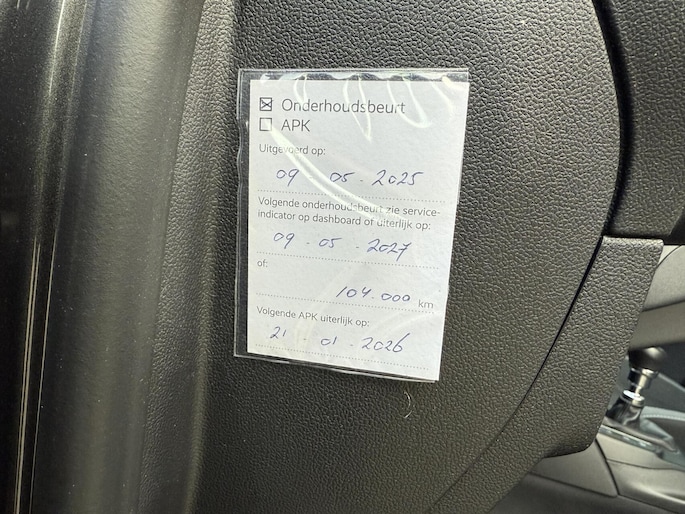 ☒ Onderhoudsbeurt
☐ APK
Uitgevoerd op:
09 - 05 - 2025
Volgende onderhoudsbeurt zie service-
indicator op dashboard of uiterlijk op:
09 - 05 - 2027
of:
104.000 km
Volgende APK uiterlijk op:
21 - 01 - 2026